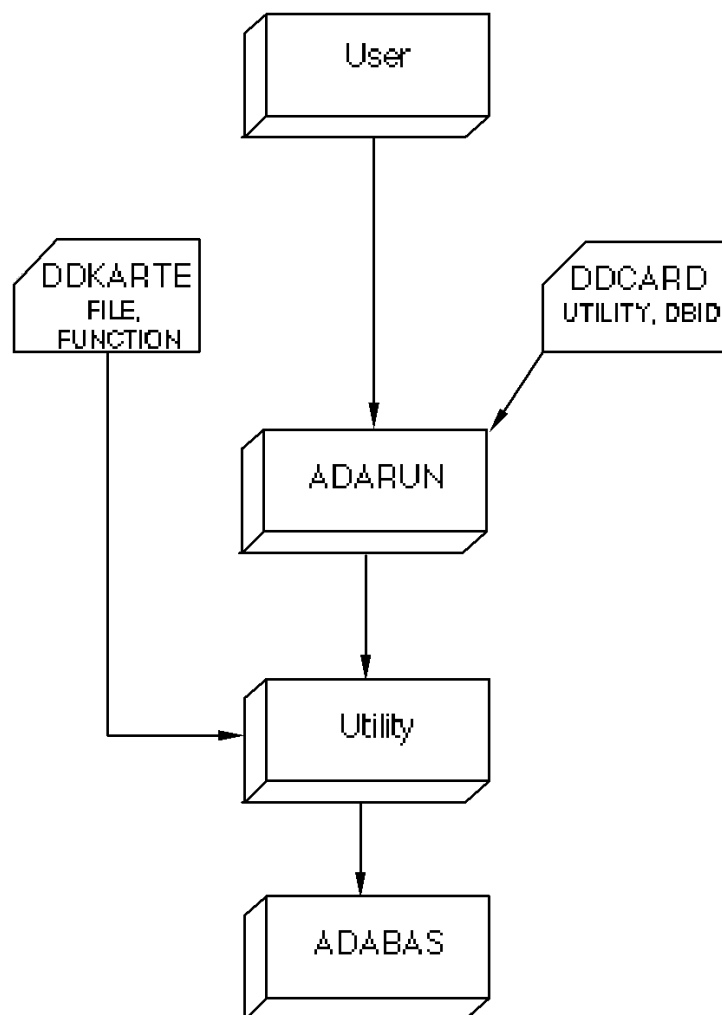 User
DDKARTE
FILE,
FUNCTION
DDCARD
UTILITY, DBID
ADARUN
Utility
ADABAS